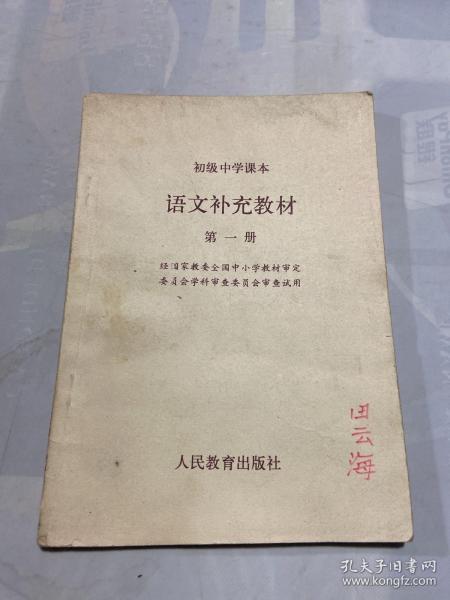 初级中学课本
语文补充教材
第一册
经国家教委全国中小学教材审定
委员会学科审查委员会审查试用
田云海
人民教育出版社
孔夫子旧书网
www.kongfz.com